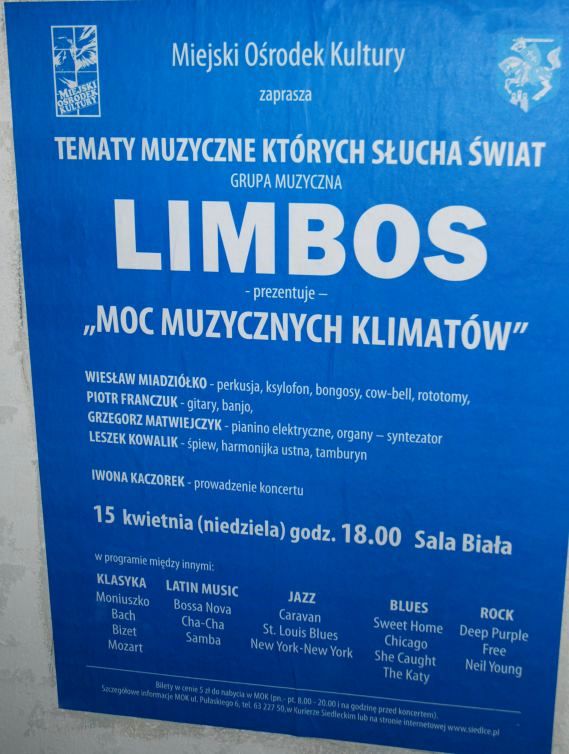 MIEJSKI
OŚRODEK
KULTURY
Miejski Ośrodek Kultury
zaprasza
TEMATY MUZYCZNE KTÓRYCH SŁUCHA ŚWIAT
GRUPA MUZYCZNA
LIMBOS
- prezentuje –
„MOC MUZYCZNYCH KLIMATÓW”
WIESŁAW MIADZIÓŁKO - perkusja, ksylofon, bongosy, cow-bell, rototomy,
PIOTR FRANCZUK - gitary, banjo,
GRZEGORZ MATWIEJCZYK - pianino elektryczne, organy – syntezator
LESZEK KOWALIK - śpiew, harmonijka ustna, tamburyn
IWONA KACZOREK - prowadzenie koncertu
15 kwietnia (niedziela) godz. 18.00 Sala Biała
w programie między innymi:
KLASYKA
Moniuszko
Bach
Bizet
Mozart
LATIN MUSIC
Bossa Nova
Cha-Cha
Samba
JAZZ
Caravan
St. Louis Blues
New York-New York
BLUES
Sweet Home
Chicago
She Caught
The Katy
ROCK
Deep Purple
Free
Neil Young
Bilety w cenie 5 zł do nabycia w MOK (pn.- pt. 8.00 - 20.00 i na godzinę przed koncertem).
Szczegółowe informacje MOK ul. Pułaskiego 6, tel. 63 227 50, w Kurierze Siedleckim lub na stronie internetowej www.siedlce.pl